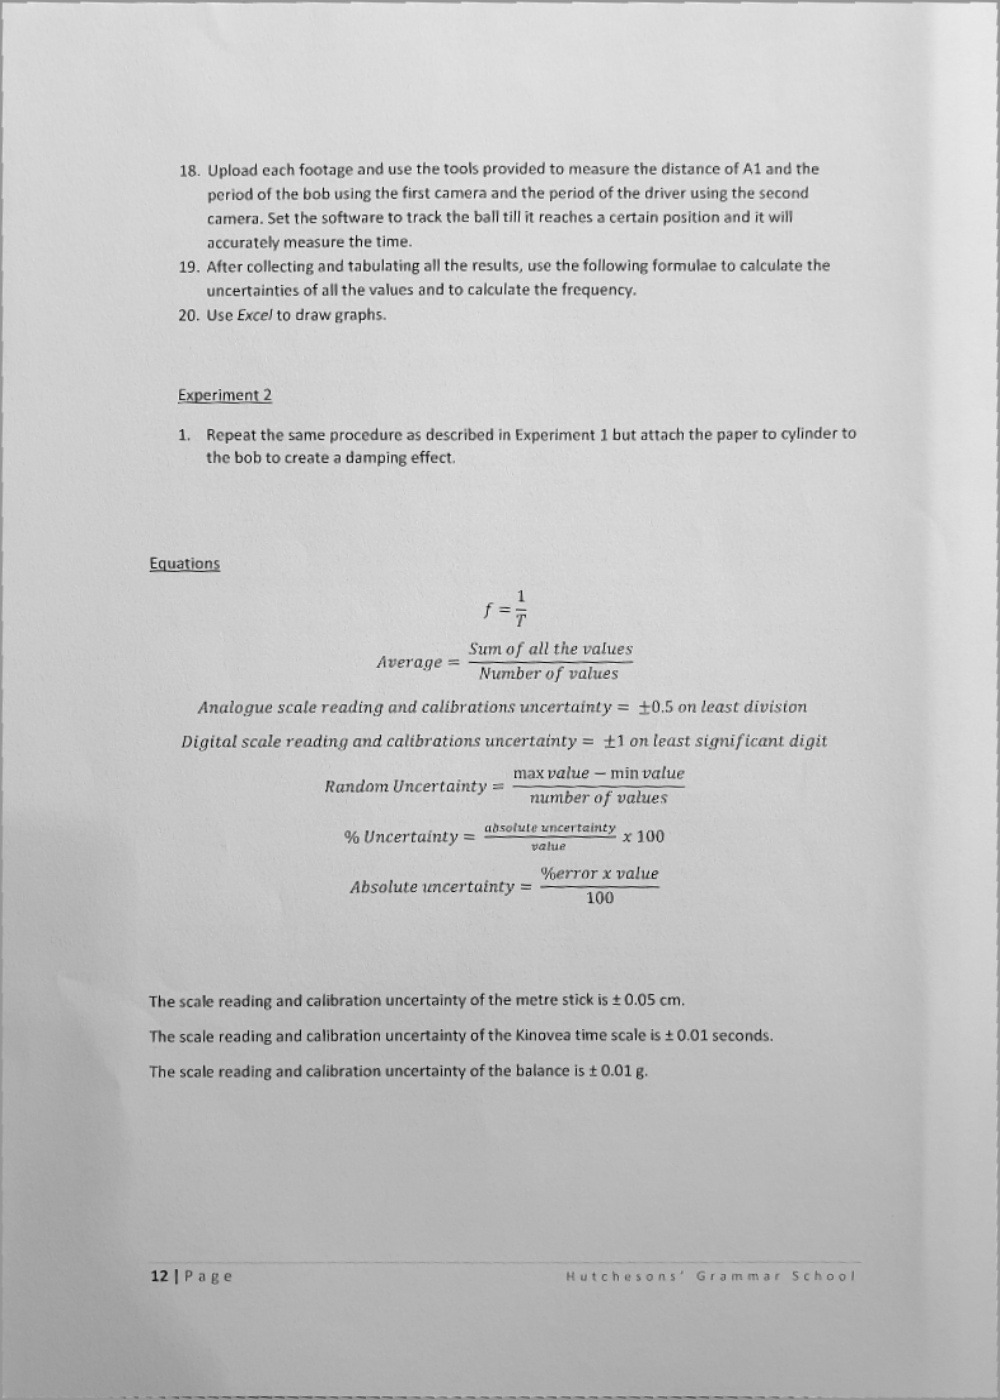 18. Upload each footage and use the tools provided to measure the distance of A1 and the
period of the bob using the first camera and the period of the driver using the second
camera. Set the software to track the ball till it reaches a certain position and it will
accurately measure the time.
19. After collecting and tabulating all the results, use the following formulae to calculate the
uncertainties of all the values and to calculate the frequency.
20. Use Excel to draw graphs.
Experiment 2
1. Repeat the same procedure as described in Experiment 1 but attach the paper to cylinder to
the bob to create a damping effect.
Equations
f = 1/T
Average = Sum of all the values / Number of values
Analogue scale reading and calibrations uncertainty = ±0.5 on least division
Digital scale reading and calibrations uncertainty = ±1 on least significant digit
Random Uncertainty = max value − min value / number of values
% Uncertainty = absolute uncertainty / value x 100
Absolute uncertainty = %error x value / 100
The scale reading and calibration uncertainty of the metre stick is ± 0.05 cm.
The scale reading and calibration uncertainty of the Kinovea time scale is ± 0.01 seconds.
The scale reading and calibration uncertainty of the balance is ± 0.01 g.
12 | Page
Hutchesons' Grammar School